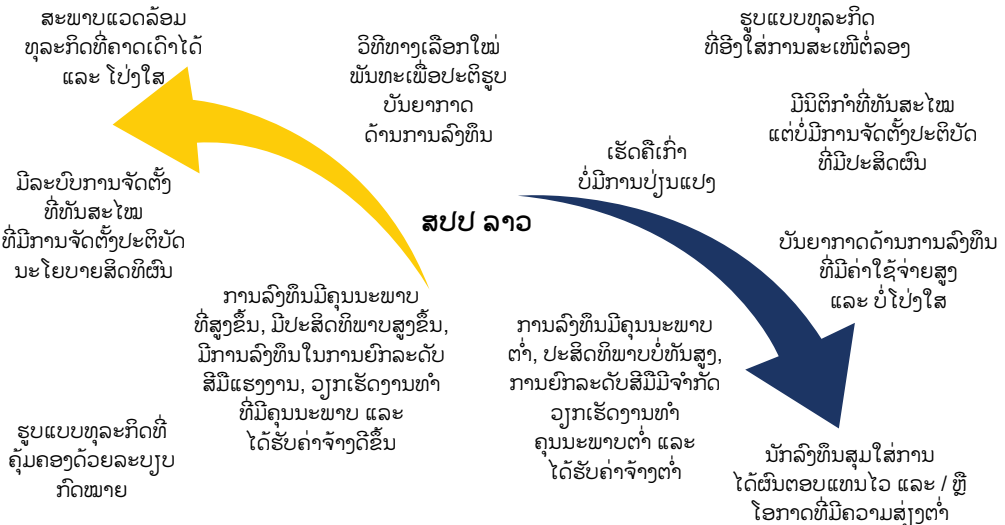 ສະພາບແວດລ້ອມ
ທຸລະກິດທີ່ຄາດເດົາໄດ້
ແລະ ໂປ່ງໃສ
ວິທີທາງເລືອກໃໝ່
ພັນທະເພື່ອປະຕິຮູບ
ບັນຍາກາດ
ດ້ານການລົງທຶນ
ຮູບແບບທຸລະກິດ
ທີ່ອີງໃສ່ການສະເໜີຕໍ່ລອງ
ມີນິຕິກຳທີ່ທັນສະໄໝ
ແຕ່ບໍ່ມີການຈັດຕັ້ງປະຕິບັດ
ທີ່ມີປະສິດຜົນ
ເຮັດຄືເກົ່າ
ບໍ່ມີການປ່ຽນແປງ
ມີລະບົບການຈັດຕັ້ງ
ທີ່ທັນສະໄໝ
ທີ່ມີການຈັດຕັ້ງປະຕິບັດ
ນະໂຍບາຍສິດທິຜົນ
ສປປ ລາວ
ບັນຍາກາດດ້ານການລົງທຶນ
ທີ່ມີຄ່າໃຊ້ຈ່າຍສູງ
ແລະ ບໍ່ໂປ່ງໃສ
ການລົງທຶນມີຄຸນນະພາບ
ທີ່ສູງຂຶ້ນ, ມີປະສິດທິພາບສູງຂຶ້ນ,
ມີການລົງທຶນໃນການຍົກລະດັບ
ສີມືແຮງງານ, ວຽກເຮັດງານທຳ
ທີ່ມີຄຸນນະພາບ ແລະ
ໄດ້ຮັບຄ່າຈ້າງດີຂຶ້ນ
ການລົງທຶນມີຄຸນນະພາບ
ຕ່ຳ, ປະສິດທິພາບບໍ່ທັນສູງ,
ການຍົກລະດັບສີມືມີຈຳກັດ
ວຽກເຮັດງານທຳ
ຄຸນນະພາບຕ່ຳ ແລະ
ໄດ້ຮັບຄ່າຈ້າງຕ່ຳ
ຮູບແບບທຸລະກິດທີ່
ຄຸ້ມຄອງດ້ວຍລະບຽບ
ກົດໝາຍ
ນັກລົງທຶນສຸມໃສ່ການ
ໄດ້ຜົນຕອບແທນໄວ ແລະ / ຫຼື
ໂອກາດທີ່ມີຄວາມສ່ຽງຕ່ຳ